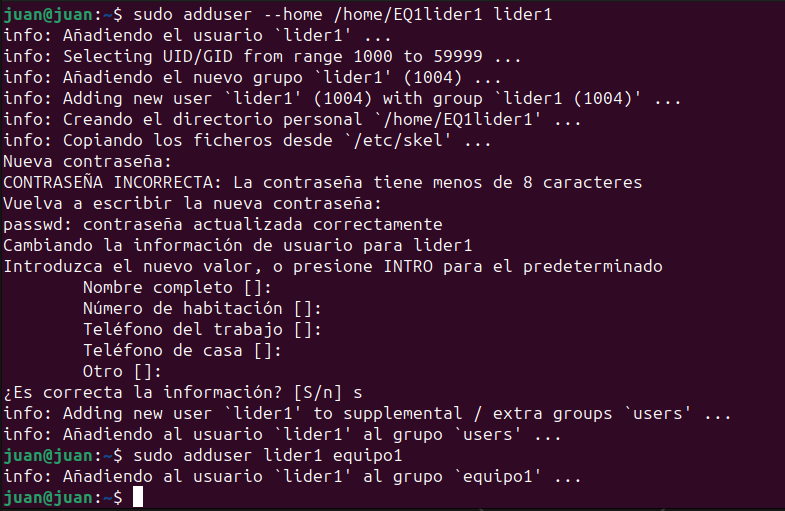 juan@juan:~$ sudo adduser --home /home/EQ1lider1 lider1
info: Añadiendo el usuario `lider1' ...
info: Selecting UID/GID from range 1000 to 59999 ...
info: Añadiendo el nuevo grupo `lider1' (1004) ...
info: Adding new user `lider1' (1004) with group `lider1 (1004)' ...
info: Creando el directorio personal `/home/EQ1lider1' ...
info: Copiando los ficheros desde `/etc/skel' ...
Nueva contraseña:
CONTRASEÑA INCORRECTA: La contraseña tiene menos de 8 caracteres
Vuelva a escribir la nueva contraseña:
passwd: contraseña actualizada correctamente
Cambiando la información de usuario para lider1
Introduzca el nuevo valor, o presione INTRO para el predeterminado
        Nombre completo []:
        Número de habitación []:
        Teléfono del trabajo []:
        Teléfono de casa []:
        Otro []:
¿Es correcta la información? [S/n] s
info: Adding new user `lider1' to supplemental / extra groups `users' ...
info: Añadiendo al usuario `lider1' al grupo `users' ...
juan@juan:~$ sudo adduser lider1 equipo1
info: Añadiendo al usuario `lider1' al grupo `equipo1' ...
juan@juan:~$